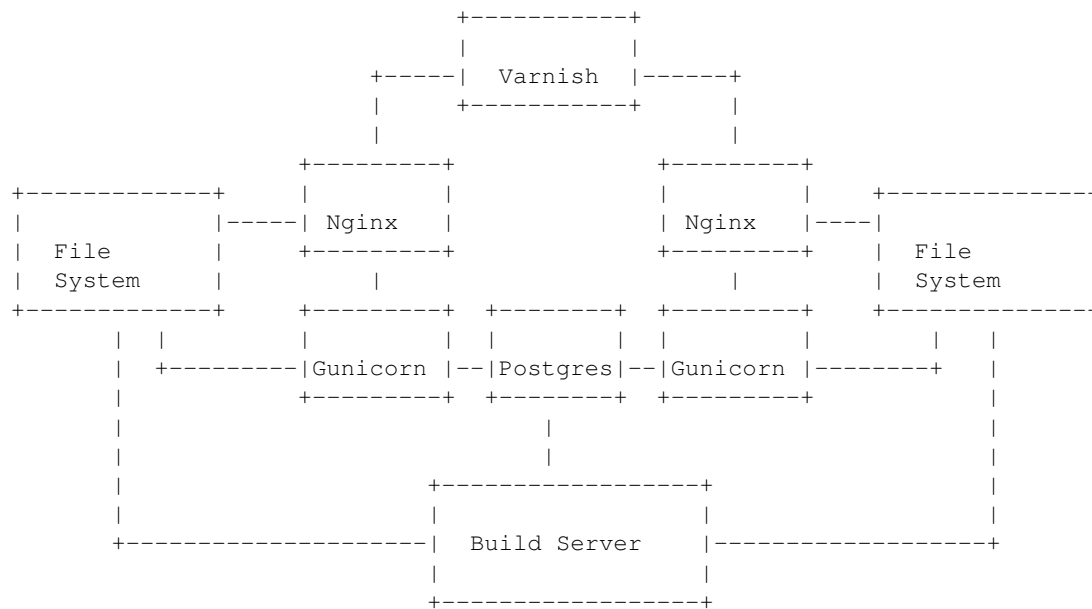 Varnish
Nginx
Nginx
File
System
File
System
Gunicorn
Postgres
Gunicorn
Build Server